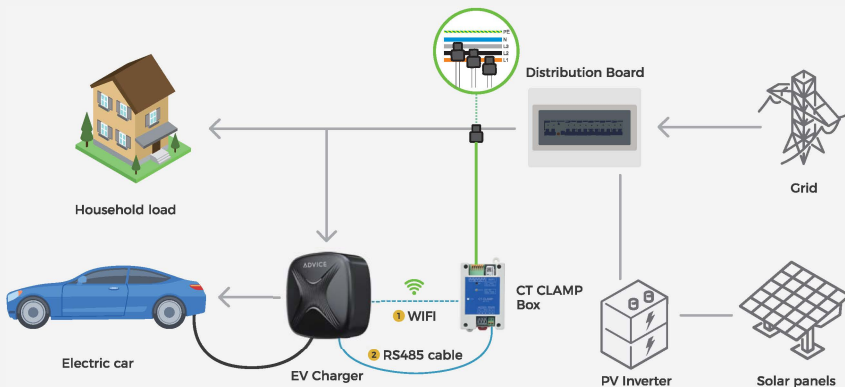 PE
N
L3
L2
L1
Distribution Board
Grid
Household load
ADVICE
CT CLAMP
Box
1 WIFI
2 RS485 cable
Electric car
EV Charger
PV Inverter
Solar panels